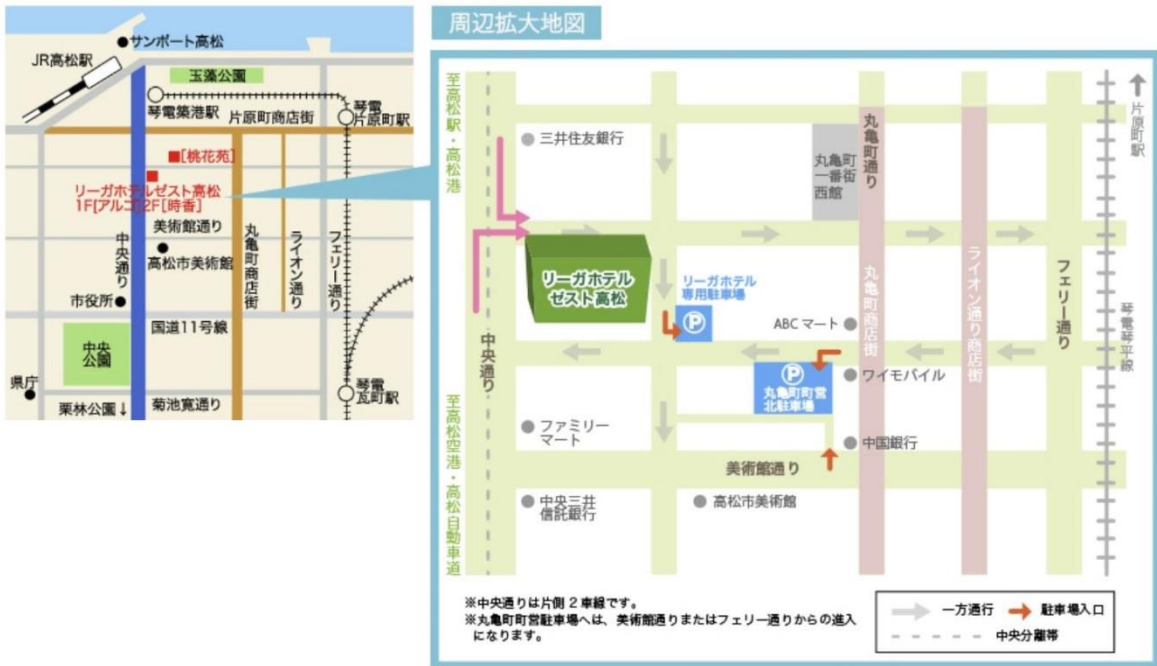 サンポート高松
JR高松駅
玉藻公園
琴電築港駅
片原町商店街
琴電
片原町駅
[桃花苑]
リーガホテルゼスト高松
1F[アルゴ]2F[時香]
美術館通り
中央通り
高松市美術館
丸亀町商店街
ライオン通り
フェリー通り
市役所
国道11号線
中央
公園
県庁
栗林公園↓
菊池寛通り
琴電
瓦町駅
周辺拡大地図
至高松駅・高松港
三井住友銀行
丸亀町
一番街
西館
丸亀町通り
片原町駅
リーガホテル
ゼスト高松
リーガホテル
専用駐車場
P
ABCマート
丸亀町商店街
ライオン通り商店街
フェリー通り
琴電琴平線
中央通り
P
丸亀町町営
北駐車場
ワイモバイル
至高松空港・高松自動車道
ファミリー
マート
中国銀行
美術館通り
中央三井
信託銀行
高松市美術館
※中央通りは片側2車線です。
※丸亀町町営駐車場へは、美術館通りまたはフェリー通りからの進入
になります。
一方通行
駐車場入口
中央分離帯